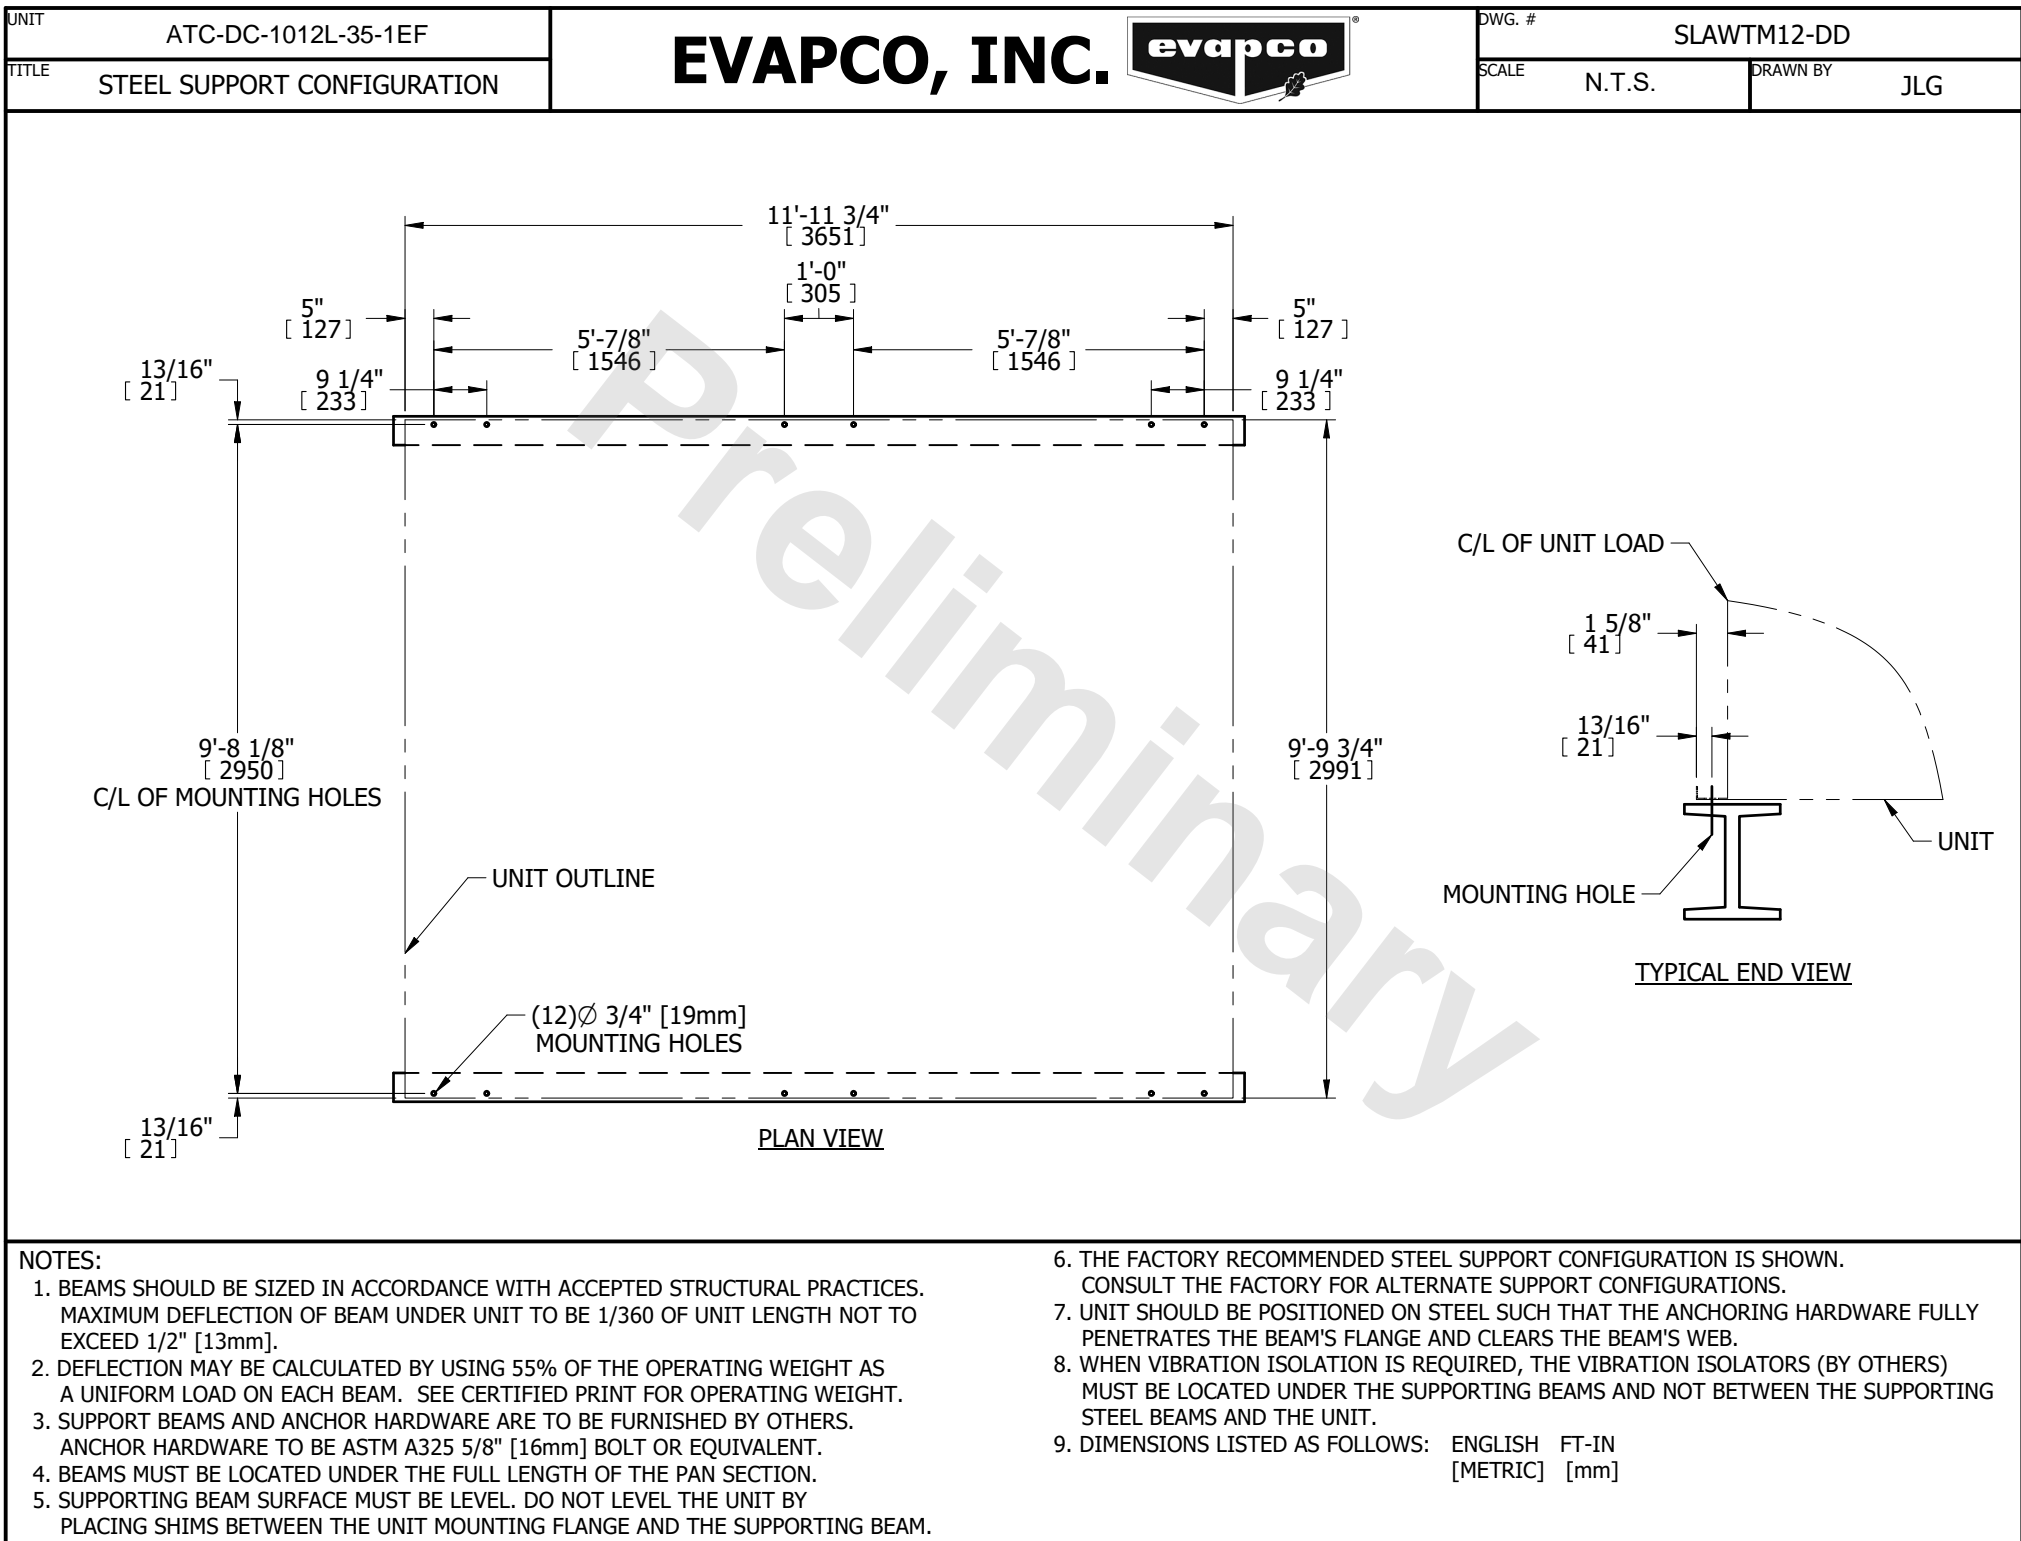 UNIT
ATC-DC-1012L-35-1EF
TITLE
STEEL SUPPORT CONFIGURATION
EVAPCO, INC.
evapco
®
DWG. #
SLAWTM12-DD
SCALE
N.T.S.
DRAWN BY
JLG
11'-11 3/4"
[ 3651 ]
1'-0"
[ 305 ]
5"
[ 127 ]
5"
[ 127 ]
5'-7/8"
[ 1546 ]
5'-7/8"
[ 1546 ]
13/16"
[ 21 ]
9 1/4"
[ 233 ]
9 1/4"
[ 233 ]
Preliminary
C/L OF UNIT LOAD
1 5/8"
[ 41 ]
13/16"
[ 21 ]
9'-8 1/8"
[ 2950 ]
C/L OF MOUNTING HOLES
9'-9 3/4"
[ 2991 ]
UNIT
MOUNTING HOLE
TYPICAL END VIEW
UNIT OUTLINE
(12)∅ 3/4" [19mm]
MOUNTING HOLES
13/16"
[ 21 ]
PLAN VIEW
NOTES:
1. BEAMS SHOULD BE SIZED IN ACCORDANCE WITH ACCEPTED STRUCTURAL PRACTICES.
MAXIMUM DEFLECTION OF BEAM UNDER UNIT TO BE 1/360 OF UNIT LENGTH NOT TO
EXCEED 1/2" [13mm].
2. DEFLECTION MAY BE CALCULATED BY USING 55% OF THE OPERATING WEIGHT AS
A UNIFORM LOAD ON EACH BEAM. SEE CERTIFIED PRINT FOR OPERATING WEIGHT.
3. SUPPORT BEAMS AND ANCHOR HARDWARE ARE TO BE FURNISHED BY OTHERS.
ANCHOR HARDWARE TO BE ASTM A325 5/8" [16mm] BOLT OR EQUIVALENT.
4. BEAMS MUST BE LOCATED UNDER THE FULL LENGTH OF THE PAN SECTION.
5. SUPPORTING BEAM SURFACE MUST BE LEVEL. DO NOT LEVEL THE UNIT BY
PLACING SHIMS BETWEEN THE UNIT MOUNTING FLANGE AND THE SUPPORTING BEAM.
6. THE FACTORY RECOMMENDED STEEL SUPPORT CONFIGURATION IS SHOWN.
CONSULT THE FACTORY FOR ALTERNATE SUPPORT CONFIGURATIONS.
7. UNIT SHOULD BE POSITIONED ON STEEL SUCH THAT THE ANCHORING HARDWARE FULLY
PENETRATES THE BEAM'S FLANGE AND CLEARS THE BEAM'S WEB.
8. WHEN VIBRATION ISOLATION IS REQUIRED, THE VIBRATION ISOLATORS (BY OTHERS)
MUST BE LOCATED UNDER THE SUPPORTING BEAMS AND NOT BETWEEN THE SUPPORTING
STEEL BEAMS AND THE UNIT.
9. DIMENSIONS LISTED AS FOLLOWS: ENGLISH FT-IN
[METRIC] [mm]